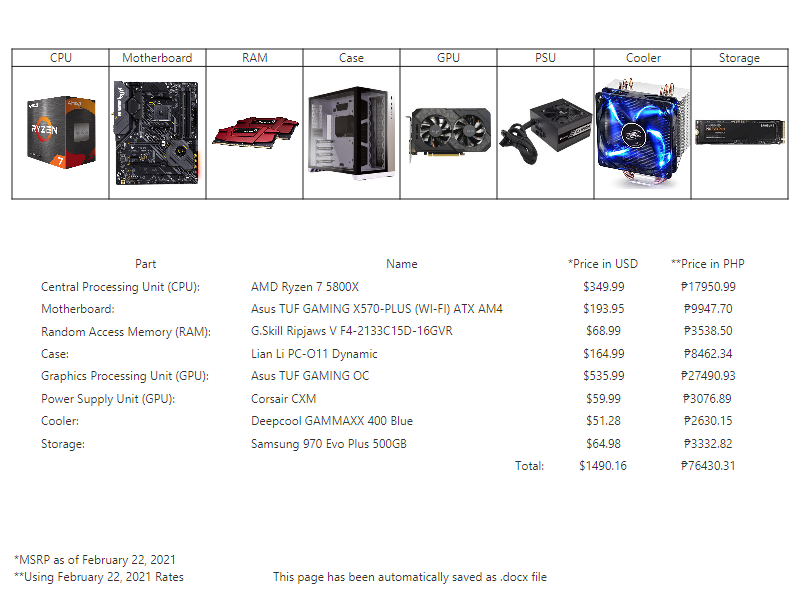 CPU Motherboard RAM Case GPU PSU Cooler Storage
AMD RYZEN 7
SAMSUNG
Part Name *Price in USD **Price in PHP
Central Processing Unit (CPU): AMD Ryzen 7 5800X $349.99 ₱17950.99
Motherboard: Asus TUF GAMING X570-PLUS (WI-FI) ATX AM4 $193.95 ₱9947.70
Random Access Memory (RAM): G.Skill Ripjaws V F4-2133C15D-16GVR $68.99 ₱3538.50
Case: Lian Li PC-O11 Dynamic $164.99 ₱8462.34
Graphics Processing Unit (GPU): Asus TUF GAMING OC $535.99 ₱27490.93
Power Supply Unit (GPU): Corsair CXM $59.99 ₱3076.89
Cooler: Deepcool GAMMAXX 400 Blue $51.28 ₱2630.15
Storage: Samsung 970 Evo Plus 500GB $64.98 ₱3332.82
Total: $1490.16 ₱76430.31
*MSRP as of February 22, 2021
**Using February 22, 2021 Rates This page has been automatically saved as .docx file